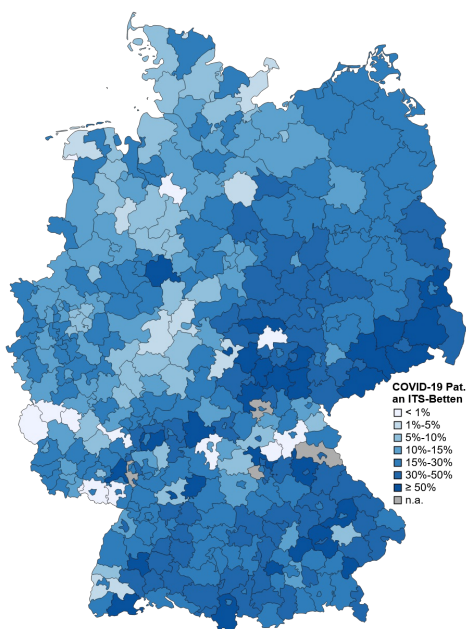 COVID-19 Pat.
an ITS-Betten
< 1%
1%-5%
5%-10%
10%-15%
15%-30%
30%-50%
≥ 50%
n.a.